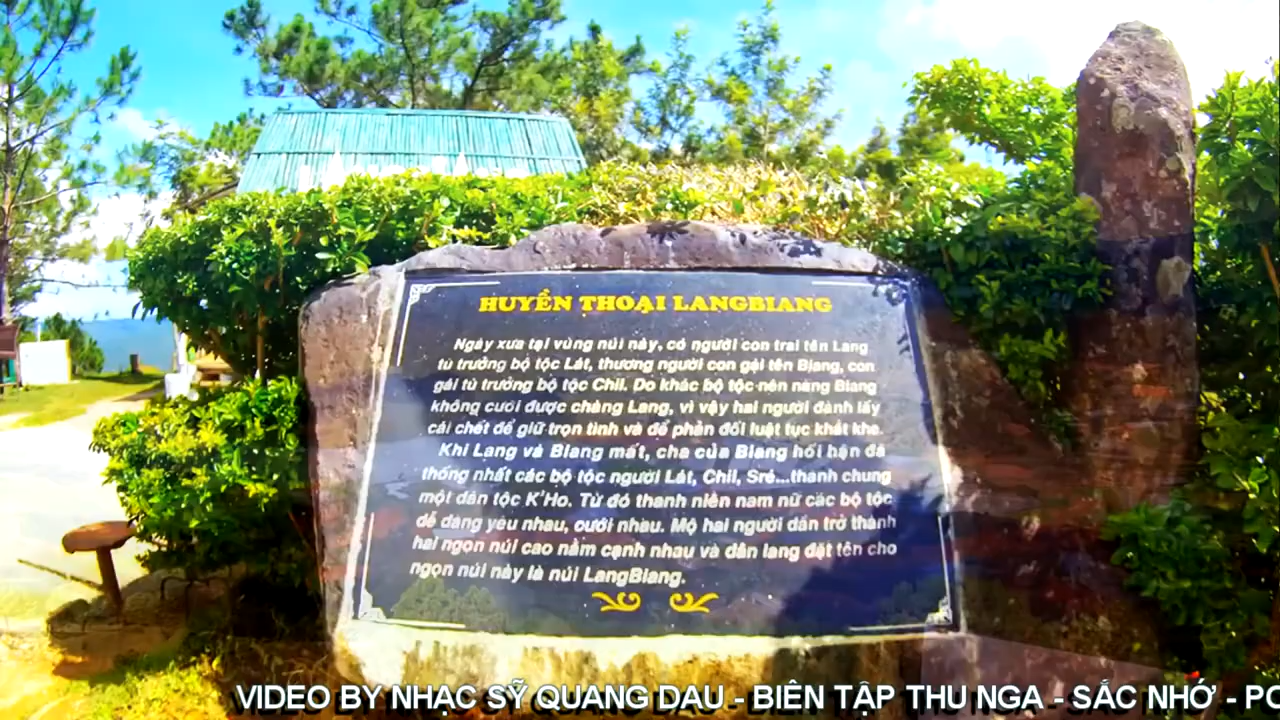 HUYỀN THOẠI LANGBIANG
Ngày xưa tại vùng núi này, có người con trai tên Lang
tù trưởng bộ tộc Lát, thương người con gái tên Biang, con
gái tù trưởng bộ tộc Chil. Do khác bộ tộc nên nàng Biang
không cưới được chàng Lang, vì vậy hai người đành lấy
cái chết để giữ trọn tình và để phản đối luật tục khắt khe.
Khi Lang và Biang mất, cha của Biang hối hận đã
thống nhất các bộ tộc người Lát, Chil, Srê...thành chung
một dân tộc K'Ho. Từ đó thanh niên nam nữ các bộ tộc
dễ dàng yêu nhau, cưới nhau. Mộ hai người dần trở thành
hai ngọn núi cao nằm cạnh nhau và dân làng đặt tên cho
ngọn núi này là núi LangBiang.
VIDEO BY NHẠC SỸ QUANG DAU - BIÊN TẬP THU NGA - SẮC NHỚ - PC